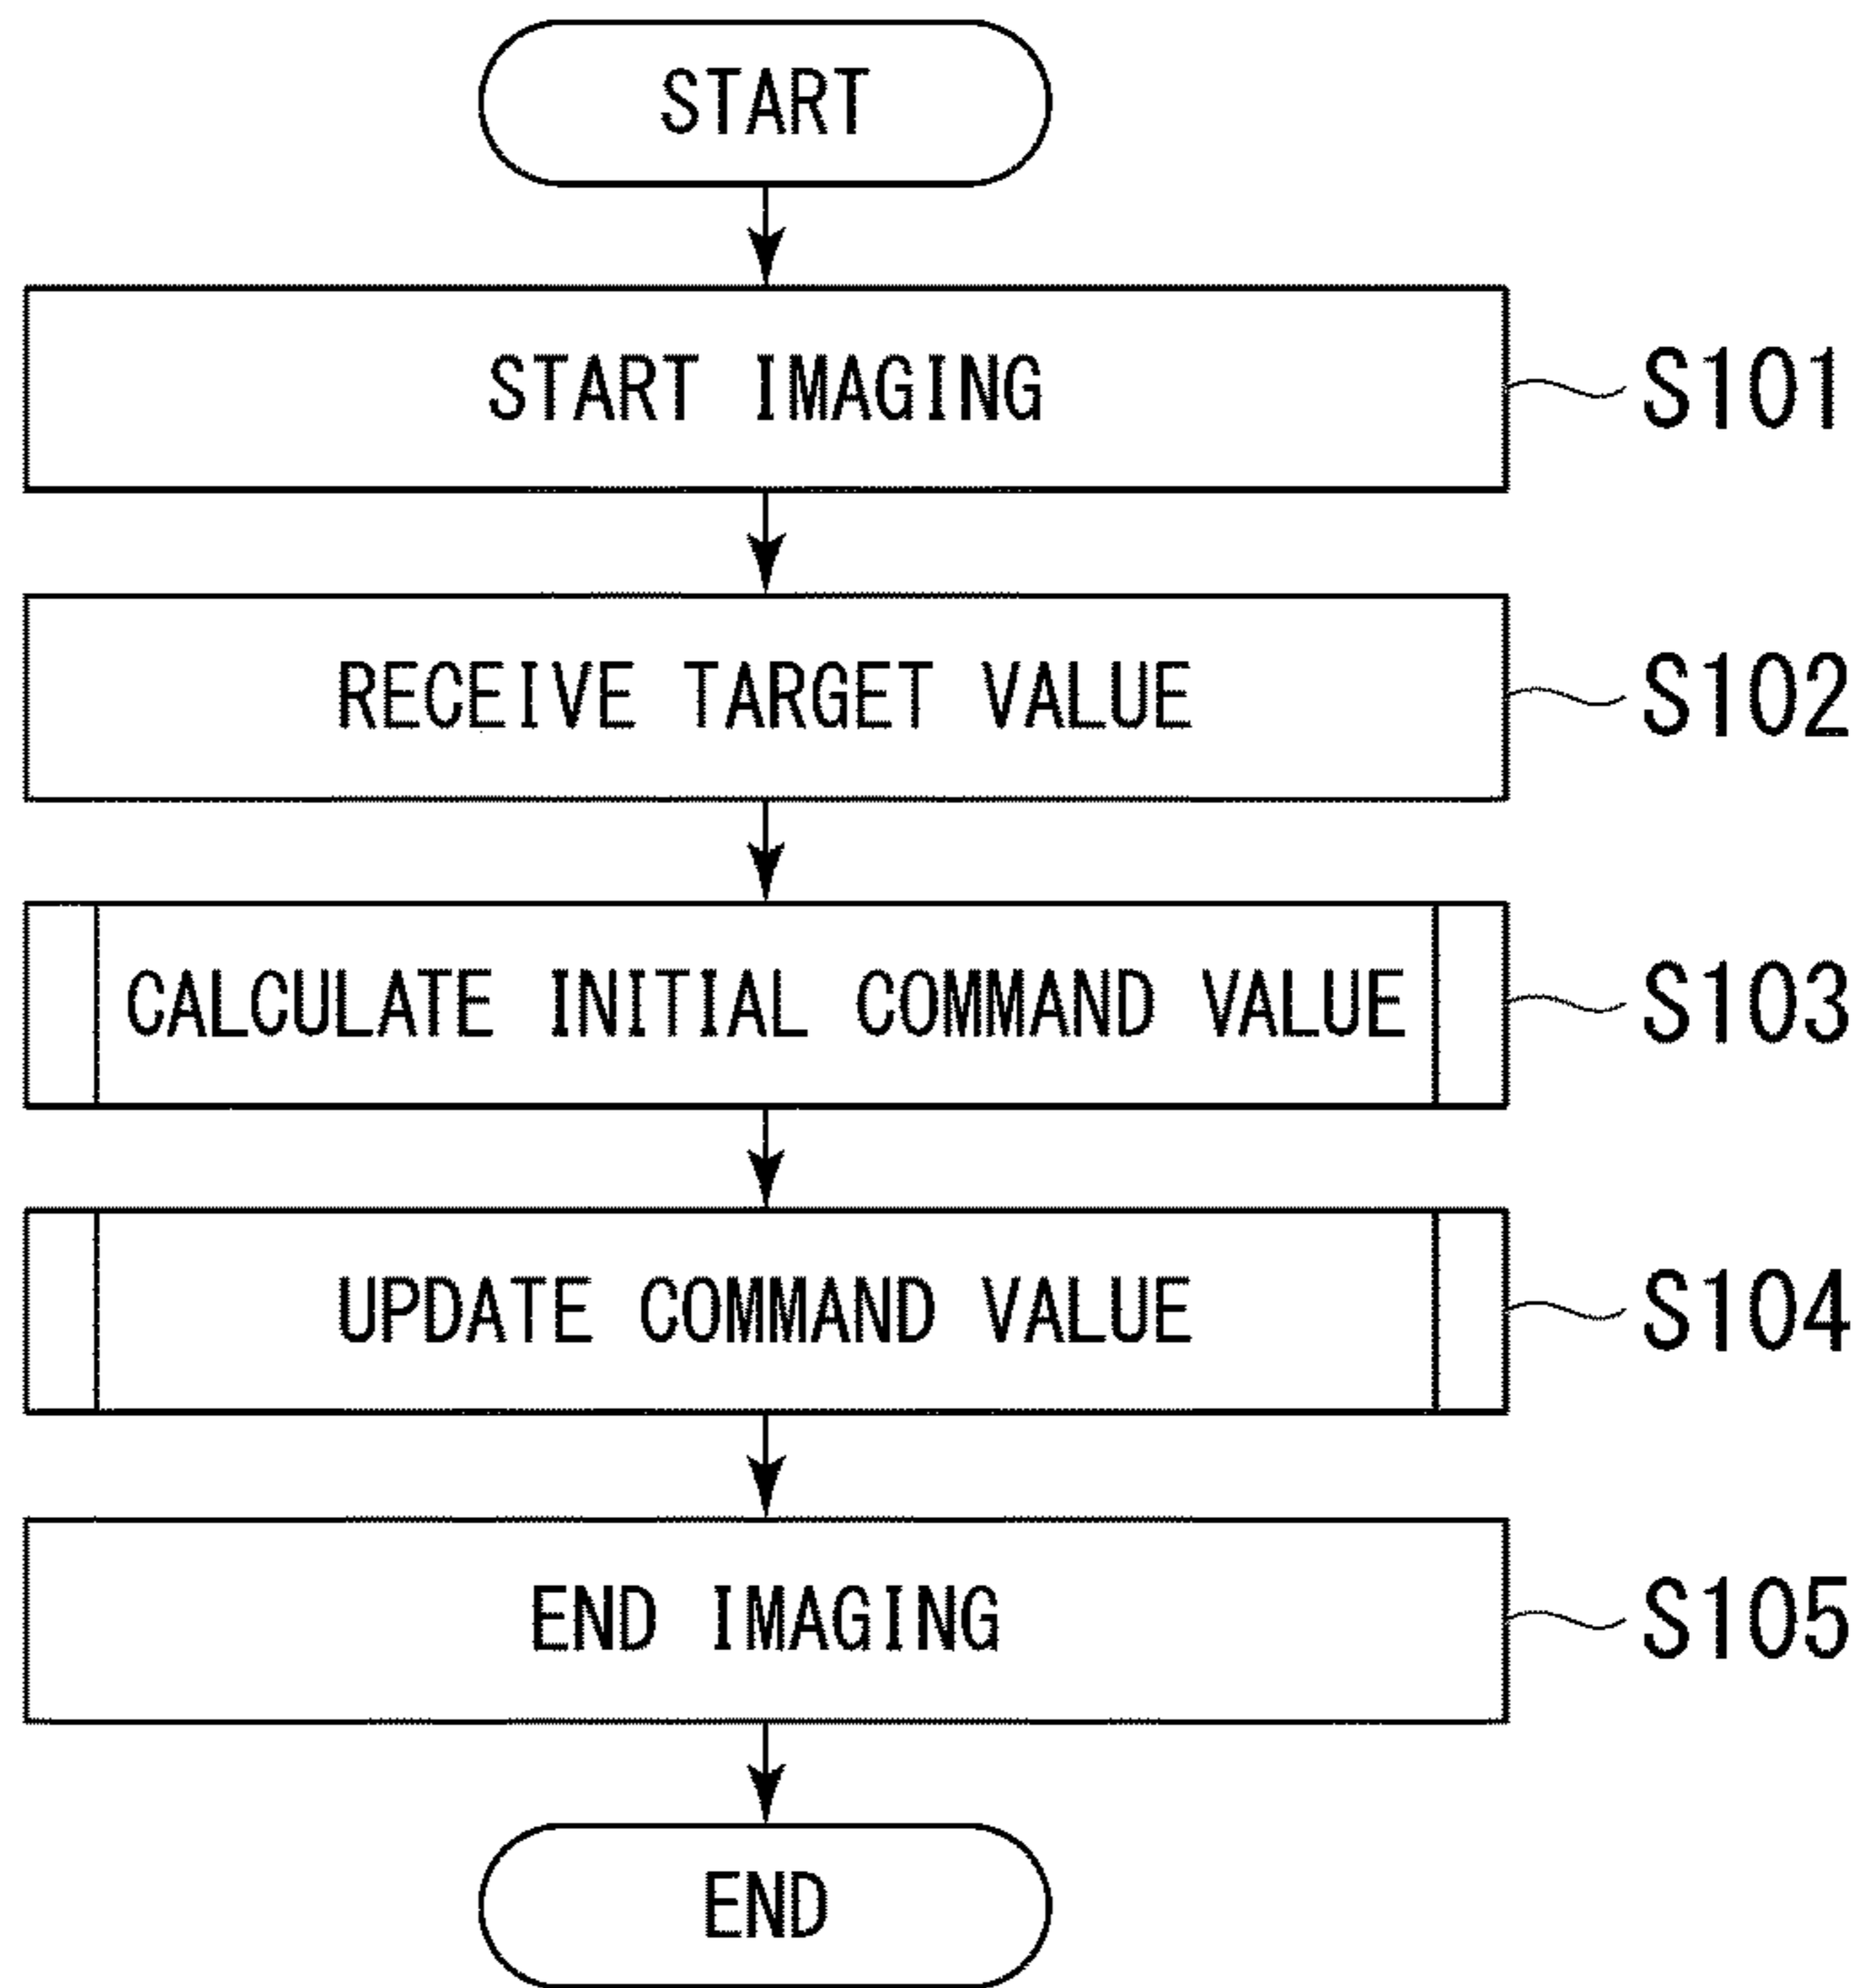 START
START IMAGING
S101
RECEIVE TARGET VALUE
S102
CALCULATE INITIAL COMMAND VALUE
S103
UPDATE COMMAND VALUE
S104
END IMAGING
S105
END